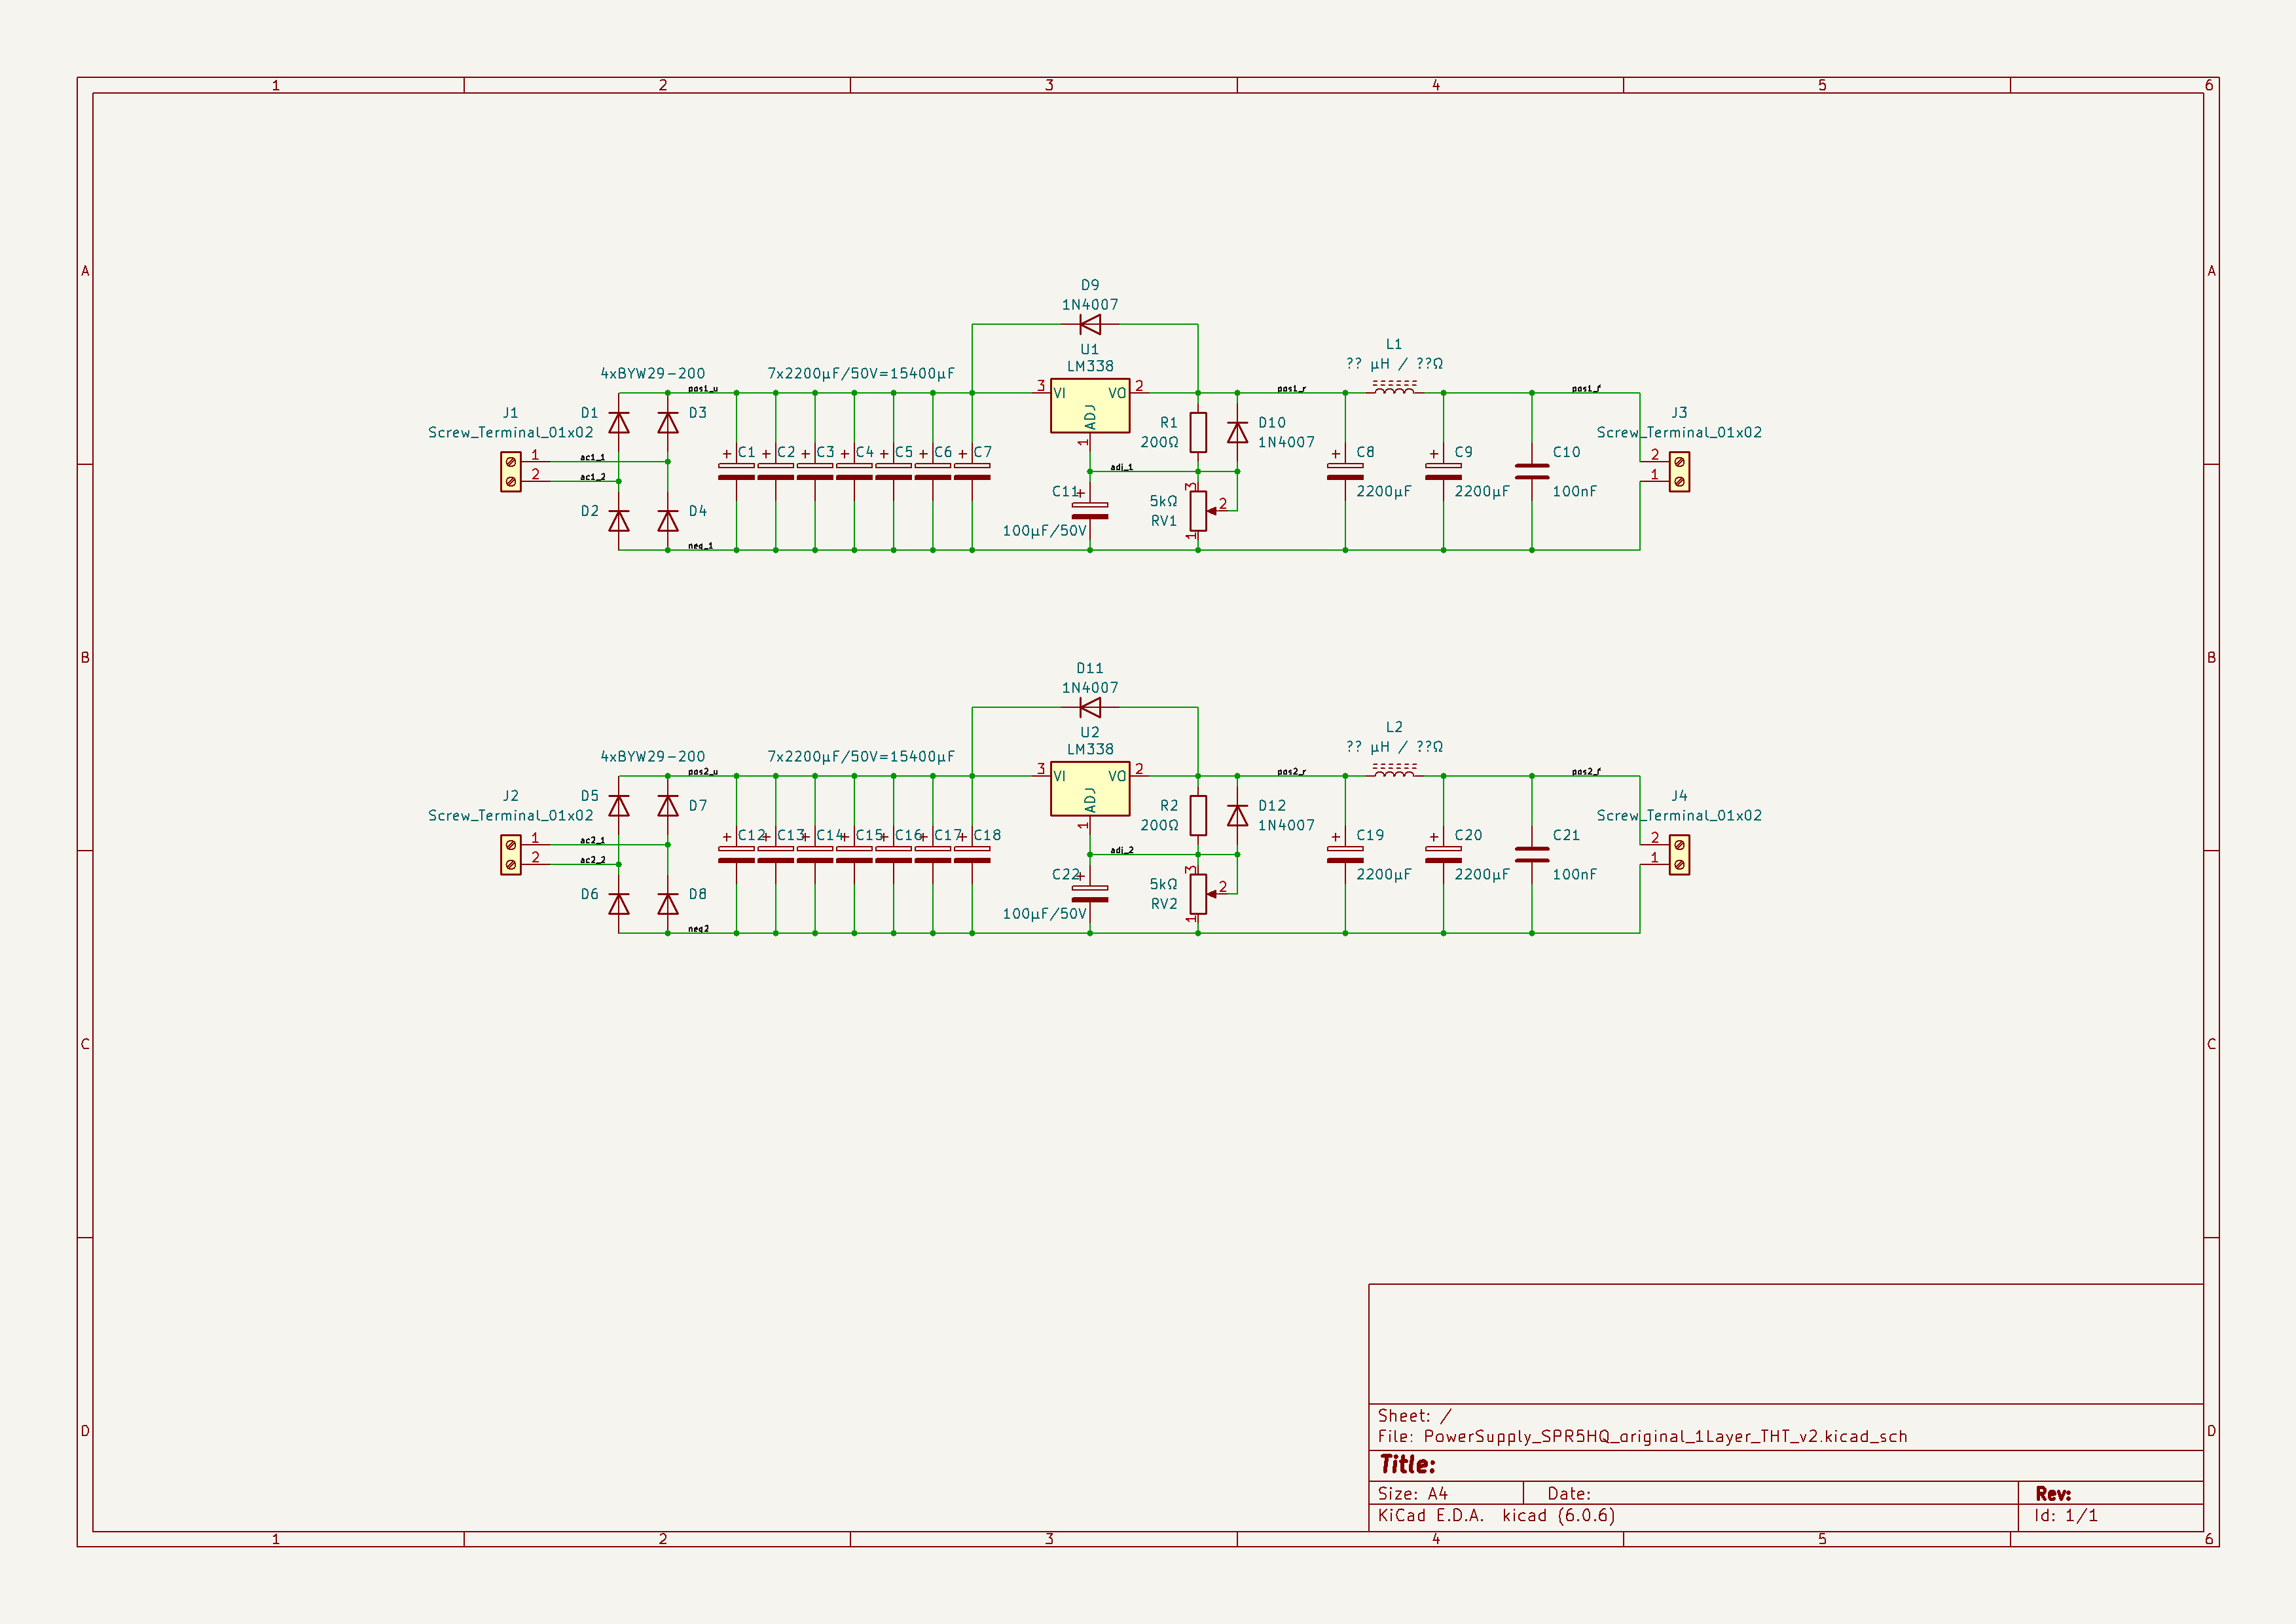 1 2 3 4 5 6
A A
D9
1N4007
U1
LM338
L1
?? µH / ??Ω
4xBYW29-200
7x2200µF/50V=15400µF
pos1_u
3 VI VO 2
ADJ
1
pos1_r
pos1_f
J1
Screw_Terminal_01x02
D1
D3
R1
200Ω
D10
1N4007
J3
Screw_Terminal_01x02
1 ac1_1
2 ac1_2
+ C1 + C2 + C3 + C4 + C5 + C6 + C7
adj_1
+ C8
2200µF
+ C9
2200µF
C10
100nF
2
1
D2
D4
C11 +
100µF/50V
5kΩ
RV1
3
2
1
neg_1
B B
D11
1N4007
U2
LM338
L2
?? µH / ??Ω
4xBYW29-200
7x2200µF/50V=15400µF
pos2_u
3 VI VO 2
ADJ
1
pos2_r
pos2_f
J2
Screw_Terminal_01x02
D5
D7
R2
200Ω
D12
1N4007
J4
Screw_Terminal_01x02
1 ac2_1
2 ac2_2
+ C12 + C13 + C14 + C15 + C16 + C17 + C18
adj_2
+ C19
2200µF
+ C20
2200µF
C21
100nF
2
1
D6
D8
C22 +
100µF/50V
5kΩ
RV2
3
2
1
neg2
C C
D D
Sheet: /
File: PowerSupply_SPR5HQ_original_1Layer_THT_v2.kicad_sch
Title:
Size: A4 Date: Rev:
KiCad E.D.A. kicad (6.0.6) Id: 1/1
1 2 3 4 5 6